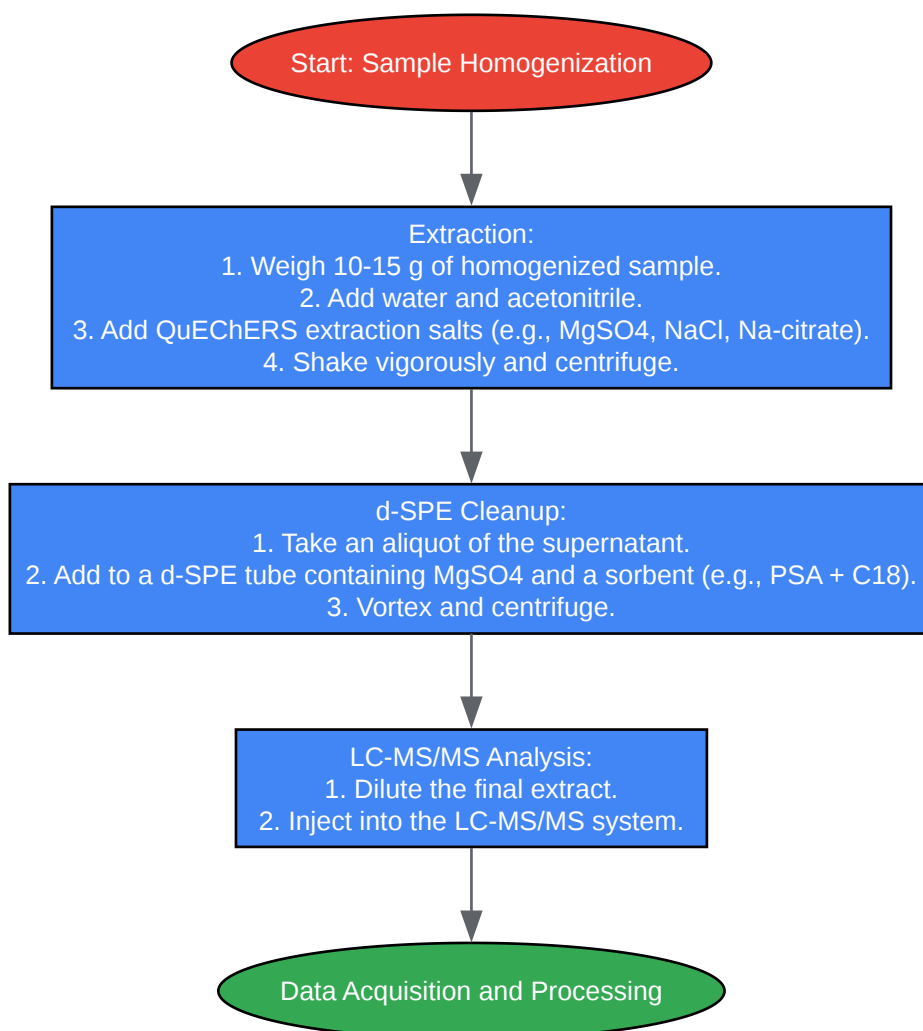 Start: Sample Homogenization
Extraction:
1. Weigh 10-15 g of homogenized sample.
2. Add water and acetonitrile.
3. Add QuEChERS extraction salts (e.g., MgSO4, NaCl, Na-citrate).
4. Shake vigorously and centrifuge.
d-SPE Cleanup:
1. Take an aliquot of the supernatant.
2. Add to a d-SPE tube containing MgSO4 and a sorbent (e.g., PSA + C18).
3. Vortex and centrifuge.
LC-MS/MS Analysis:
1. Dilute the final extract.
2. Inject into the LC-MS/MS system.
Data Acquisition and Processing